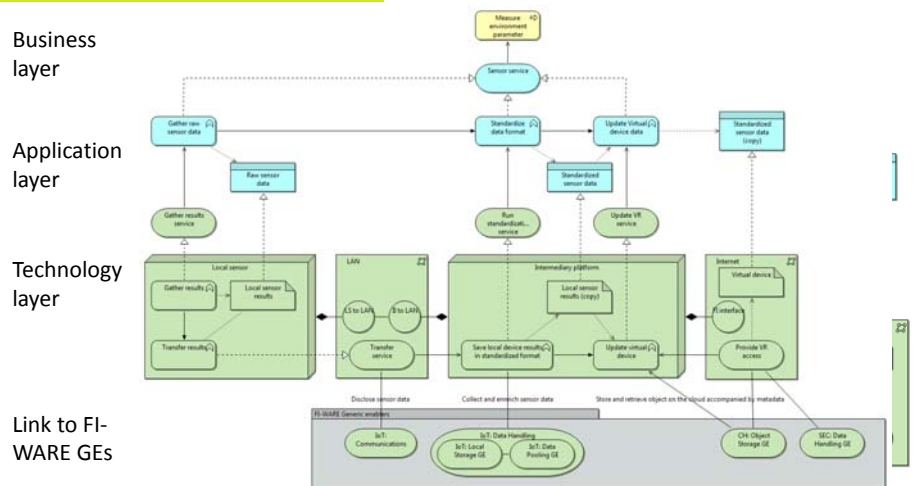 Business
layer
Measure
environment
parameter
Sensor service
Application
layer
Gather raw
sensor data
Standardize
data format
Update Virtual
device data
Standardized
sensor data
(copy)
Raw sensor
data
Standardized
sensor data
Gather results
service
Run
standardizati...
service
Update VR
service
Technology
layer
Local sensor
LAN
Intermediary platform
Internet
Gather results
Local sensor
results
Local sensor
results (copy)
Virtual device
LS to LAN
to LAN
interface
Transfer results
Transfer
service
Save local device results
in standardized format
Update virtual
device
Provide VR
access
Disclose sensor data
Collect and enrich sensor data
Store and retrieve object on the cloud accompanied by metadata
Link to FI-
WARE GEs
FI-WARE Generic enablers
IoT:
Communications
IoT: Data Handling
IoT: Local
Storage GE
IoT: Data
Pooling GE
CH: Object
Storage GE
SEC: Data
Handling GE